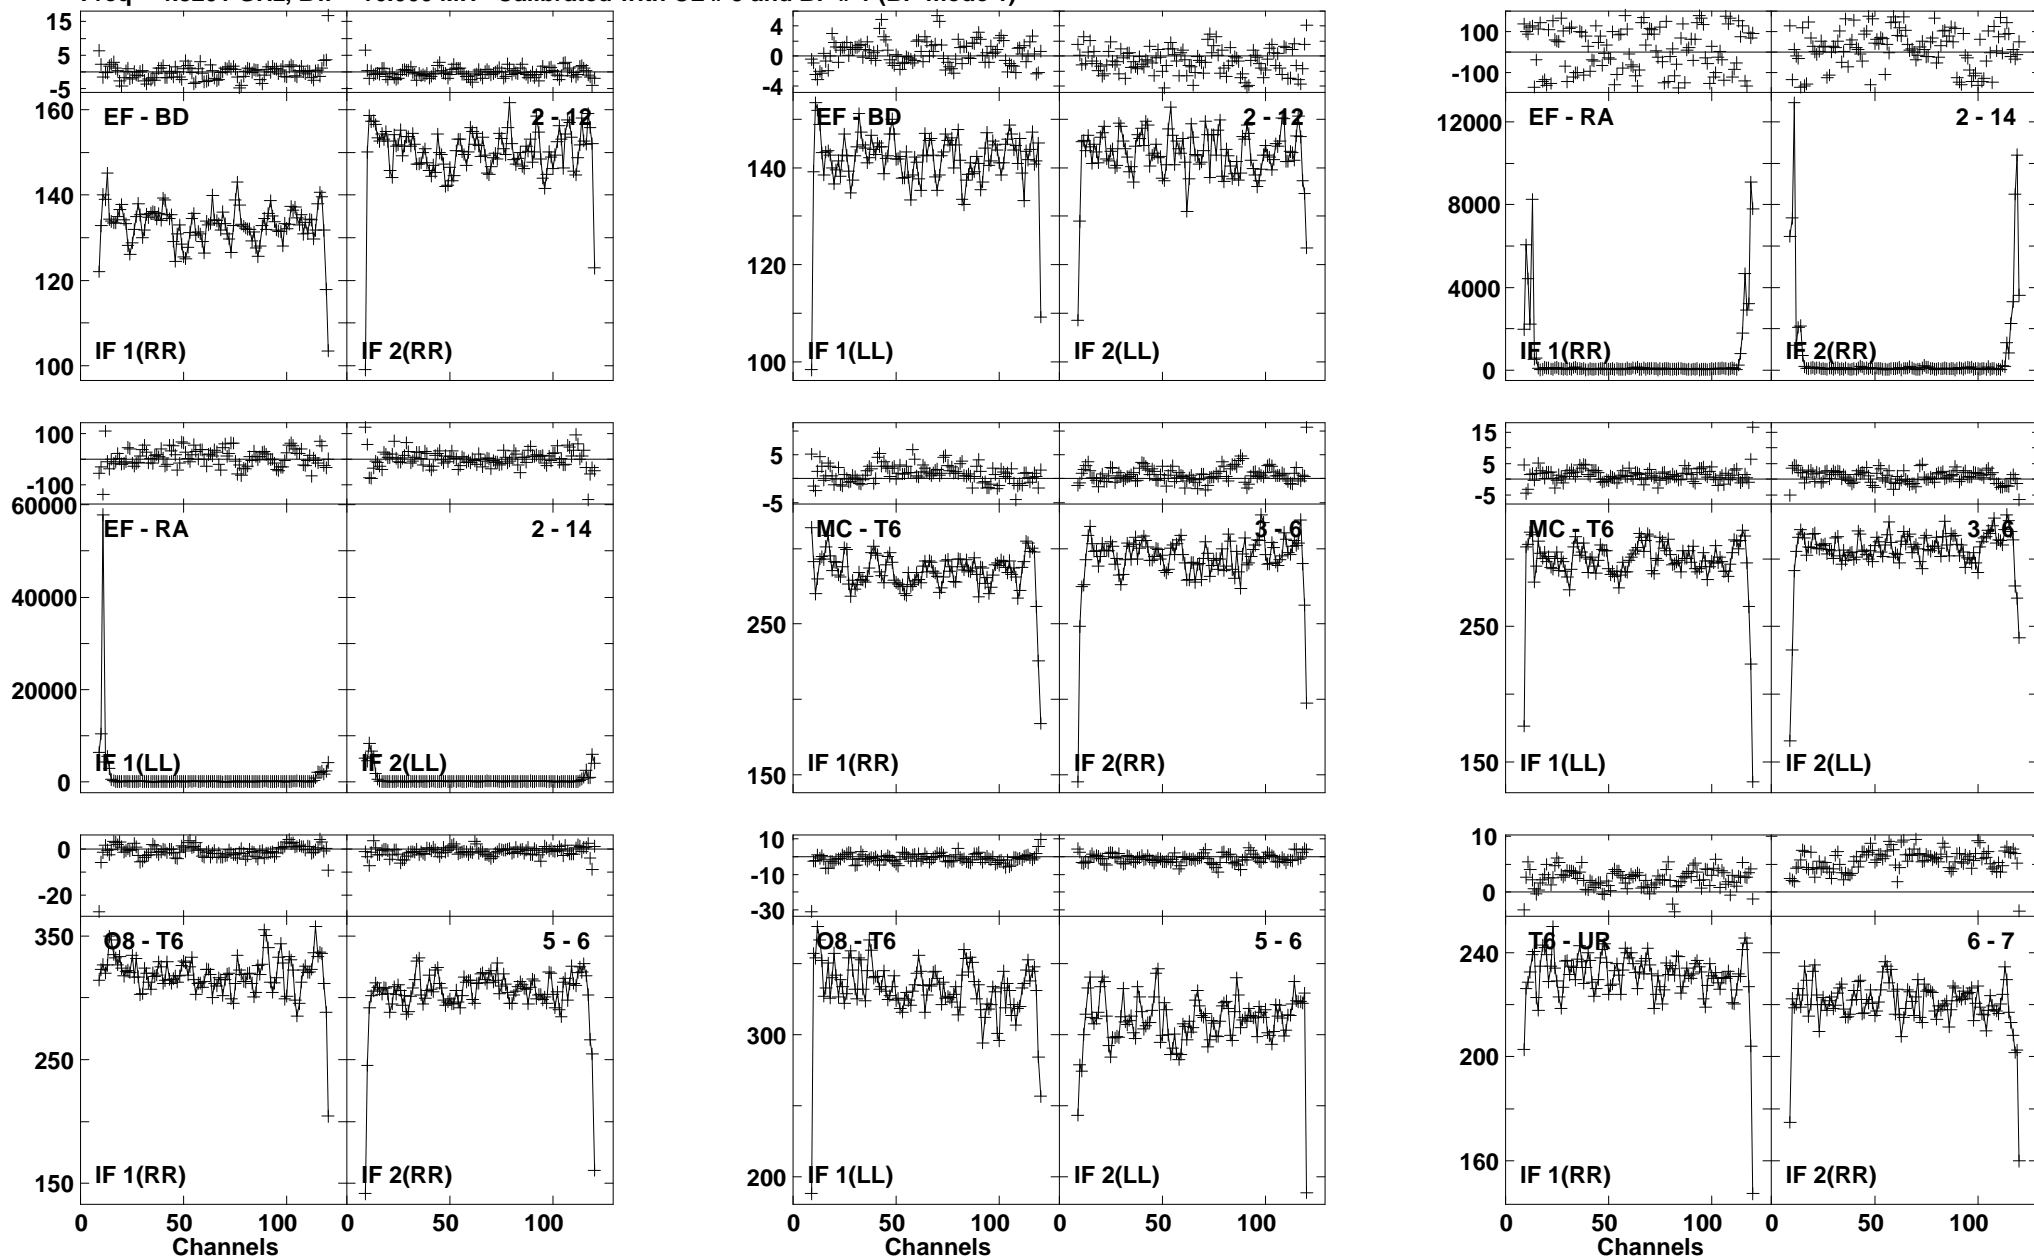 15
5
-5
160
140
120
100
EF - BD
2 - 12
IF 1(RR)
IF 2(RR)
4
0
-4
140
120
100
EF - BD
2 - 12
IF 1(LL)
IF 2(LL)
100
-100
12000
8000
4000
0
EF - RA
2 - 14
IF 1(RR)
IF 2(RR)
0 50 100 0 50 100
100
-100
60000
40000
20000
0
EF - RA
2 - 14
IF 1(LL)
IF 2(LL)
5
-5
250
150
MC - T6
3 - 6
IF 1(RR)
IF 2(RR)
15
5
-5
250
150
MC - T6
3 - 6
IF 1(LL)
IF 2(LL)
0
-20
350
250
150
O8 - T6
5 - 6
IF 1(RR)
IF 2(RR)
0 50 100 0 100
Channels
10
-10
-30
300
200
O8 - T6
5 - 6
IF 1(LL)
IF 2(LL)
0 50 100 0 50 100
Channels
10
0
240
200
160
T6 - UR
6 - 7
IF 1(RR)
IF 2(RR)